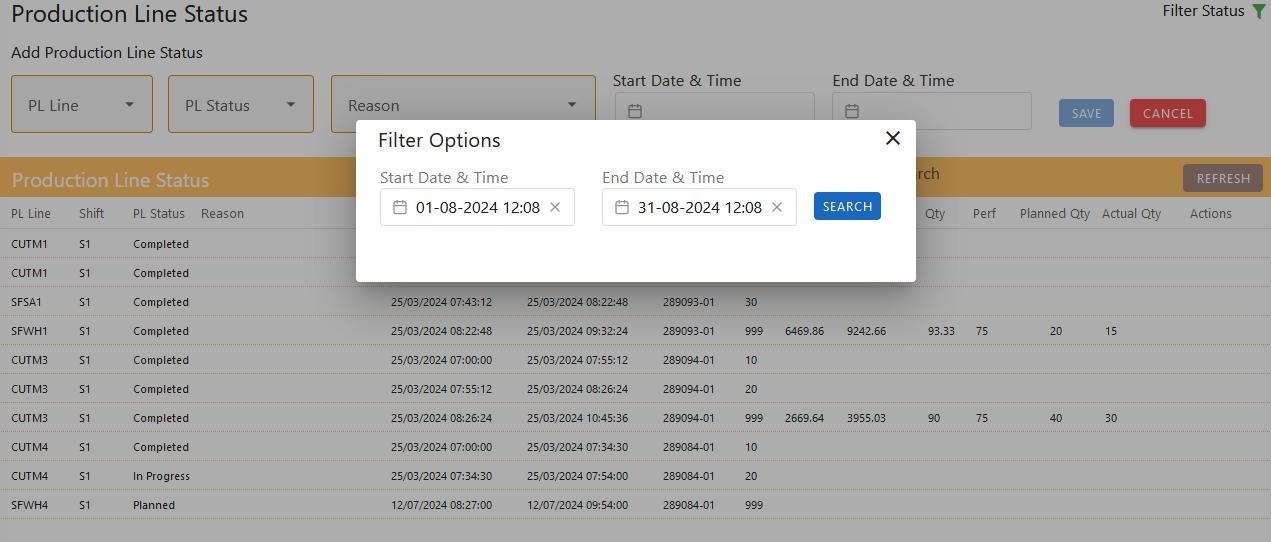 Production Line Status
Filter Status
Add Production Line Status
PL Line
PL Status
Reason
Start Date & Time
End Date & Time
SAVE
CANCEL
Filter Options
Start Date & Time
End Date & Time
01-08-2024 12:08
31-08-2024 12:08
SEARCH
Production Line Status
rch
REFRESH
PL Line Shift PL Status Reason Qty Perf Planned Qty Actual Qty Actions
CUTM1 S1 Completed
CUTM1 S1 Completed
SFSA1 S1 Completed 25/03/2024 07:43:12 25/03/2024 08:22:48 289093-01 30
SFWH1 S1 Completed 25/03/2024 08:22:48 25/03/2024 09:32:24 289093-01 999 6469.86 9242.66 93.33 75 20 15
CUTM3 S1 Completed 25/03/2024 07:00:00 25/03/2024 07:55:12 289094-01 10
CUTM3 S1 Completed 25/03/2024 07:55:12 25/03/2024 08:26:24 289094-01 20
CUTM3 S1 Completed 25/03/2024 08:26:24 25/03/2024 10:45:36 289094-01 999 2669.64 3955.03 90 75 40 30
CUTM4 S1 Completed 25/03/2024 07:00:00 25/03/2024 07:34:30 289084-01 10
CUTM4 S1 In Progress 25/03/2024 07:34:30 25/03/2024 07:54:00 289084-01 20
SFWH4 S1 Planned 12/07/2024 08:27:00 12/07/2024 09:54:00 289084-01 999